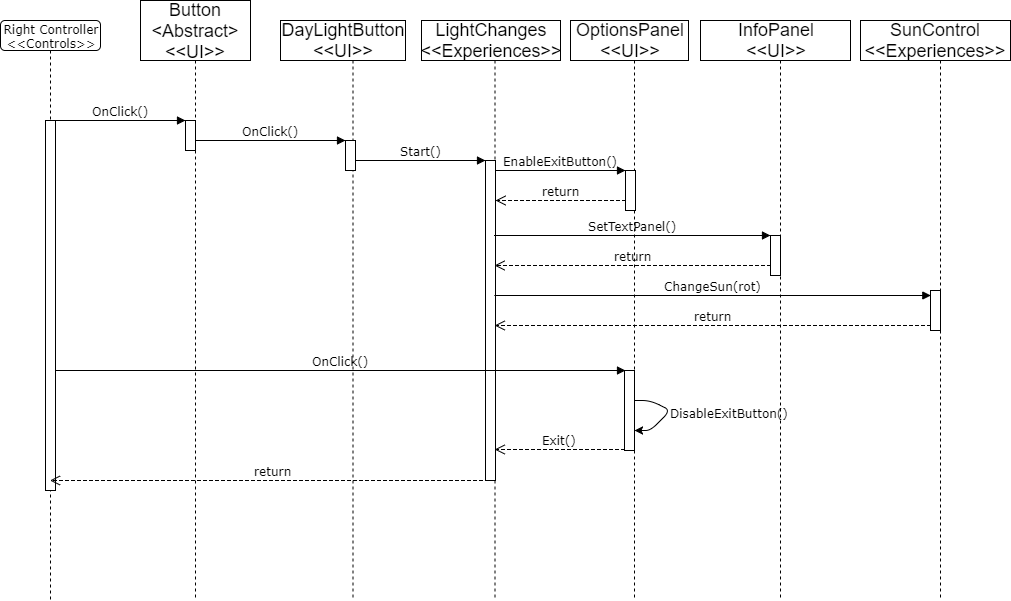 Right Controller
<<Controls>>
Button
<Abstract>
<<UI>>
DayLightButton
<<UI>>
LightChanges
<<Experiences>>
OptionsPanel
<<UI>>
InfoPanel
<<UI>>
SunControl
<<Experiences>>
OnClick()
OnClick()
Start()
EnableExitButton()
return
SetTextPanel()
return
ChangeSun(rot)
return
OnClick()
DisableExitButton()
Exit()
return